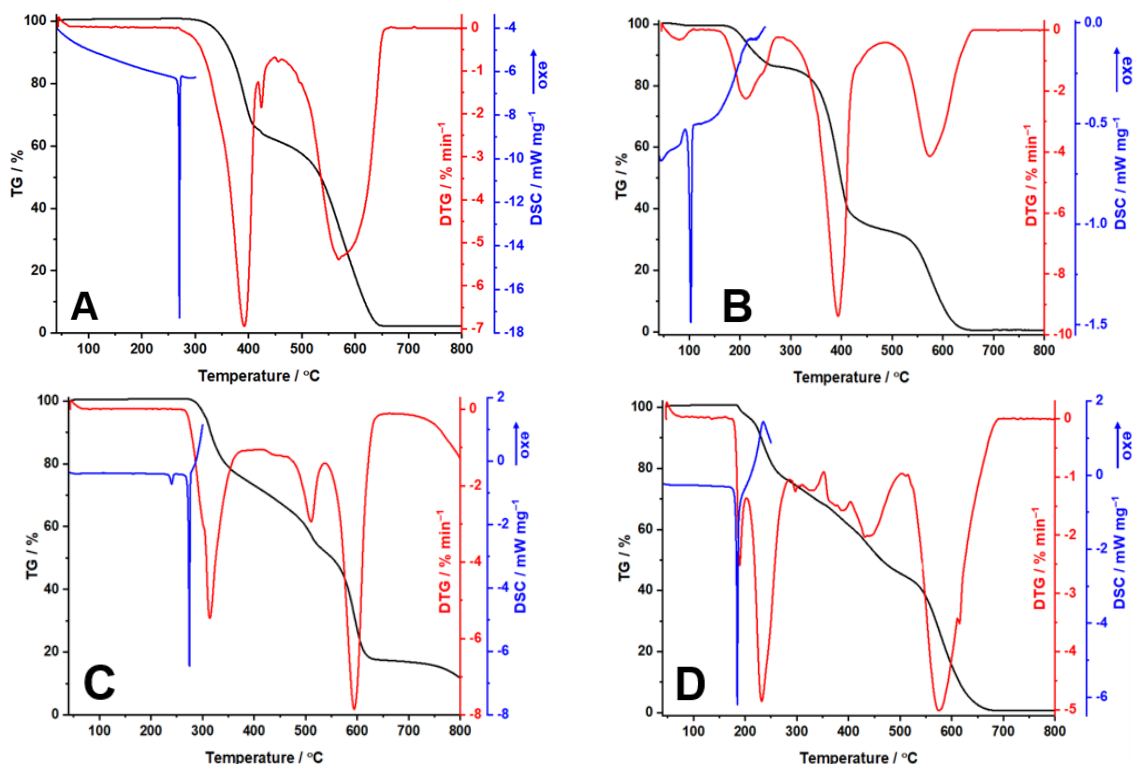 100
80
60
40
20
0
TG / %
A
0
-1
-2
-3
-4
-5
-6
-7
DTG / % min⁻¹
-4
-6
-8
-10
-12
-14
-16
-18
DSC / mW mg⁻¹
exo
100 200 300 400 500 600 700 800
Temperature / °C
100
80
60
40
20
0
TG / %
B
0
-2
-4
-6
-8
-10
DTG / % min⁻¹
0.0
-0.5
-1.0
-1.5
DSC / mW mg⁻¹
exo
100 200 300 400 500 600 700 800
Temperature / °C
100
80
60
40
20
0
TG / %
C
0
-2
-4
-6
-8
DTG / % min⁻¹
2
0
-2
-4
-6
-8
DSC / mW mg⁻¹
exo
100 200 300 400 500 600 700 800
Temperature / °C
100
80
60
40
20
0
TG / %
D
0
-1
-2
-3
-4
-5
DTG / % min⁻¹
2
0
-2
-4
-6
DSC / mW mg⁻¹
exo
100 200 300 400 500 600 700 800
Temperature / °C